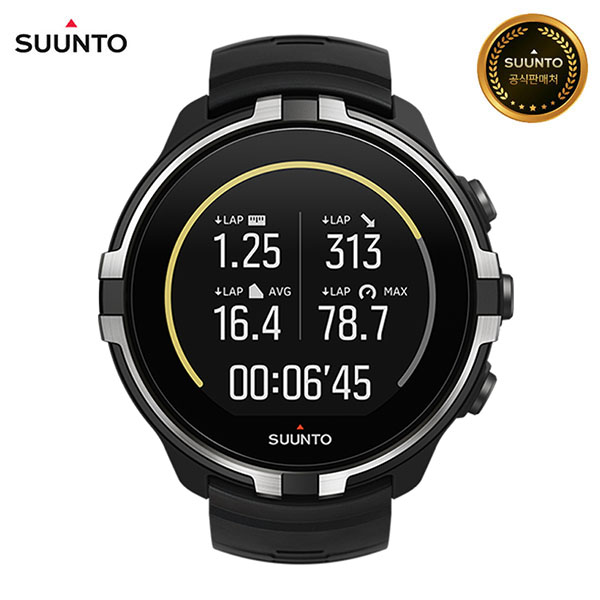 SUUNTO
SUUNTO
공식판매처
↓LAP
1.25
↓LAP
313
↓LAP AVG
16.4
↓LAP MAX
78.7
00:06'45
SUUNTO